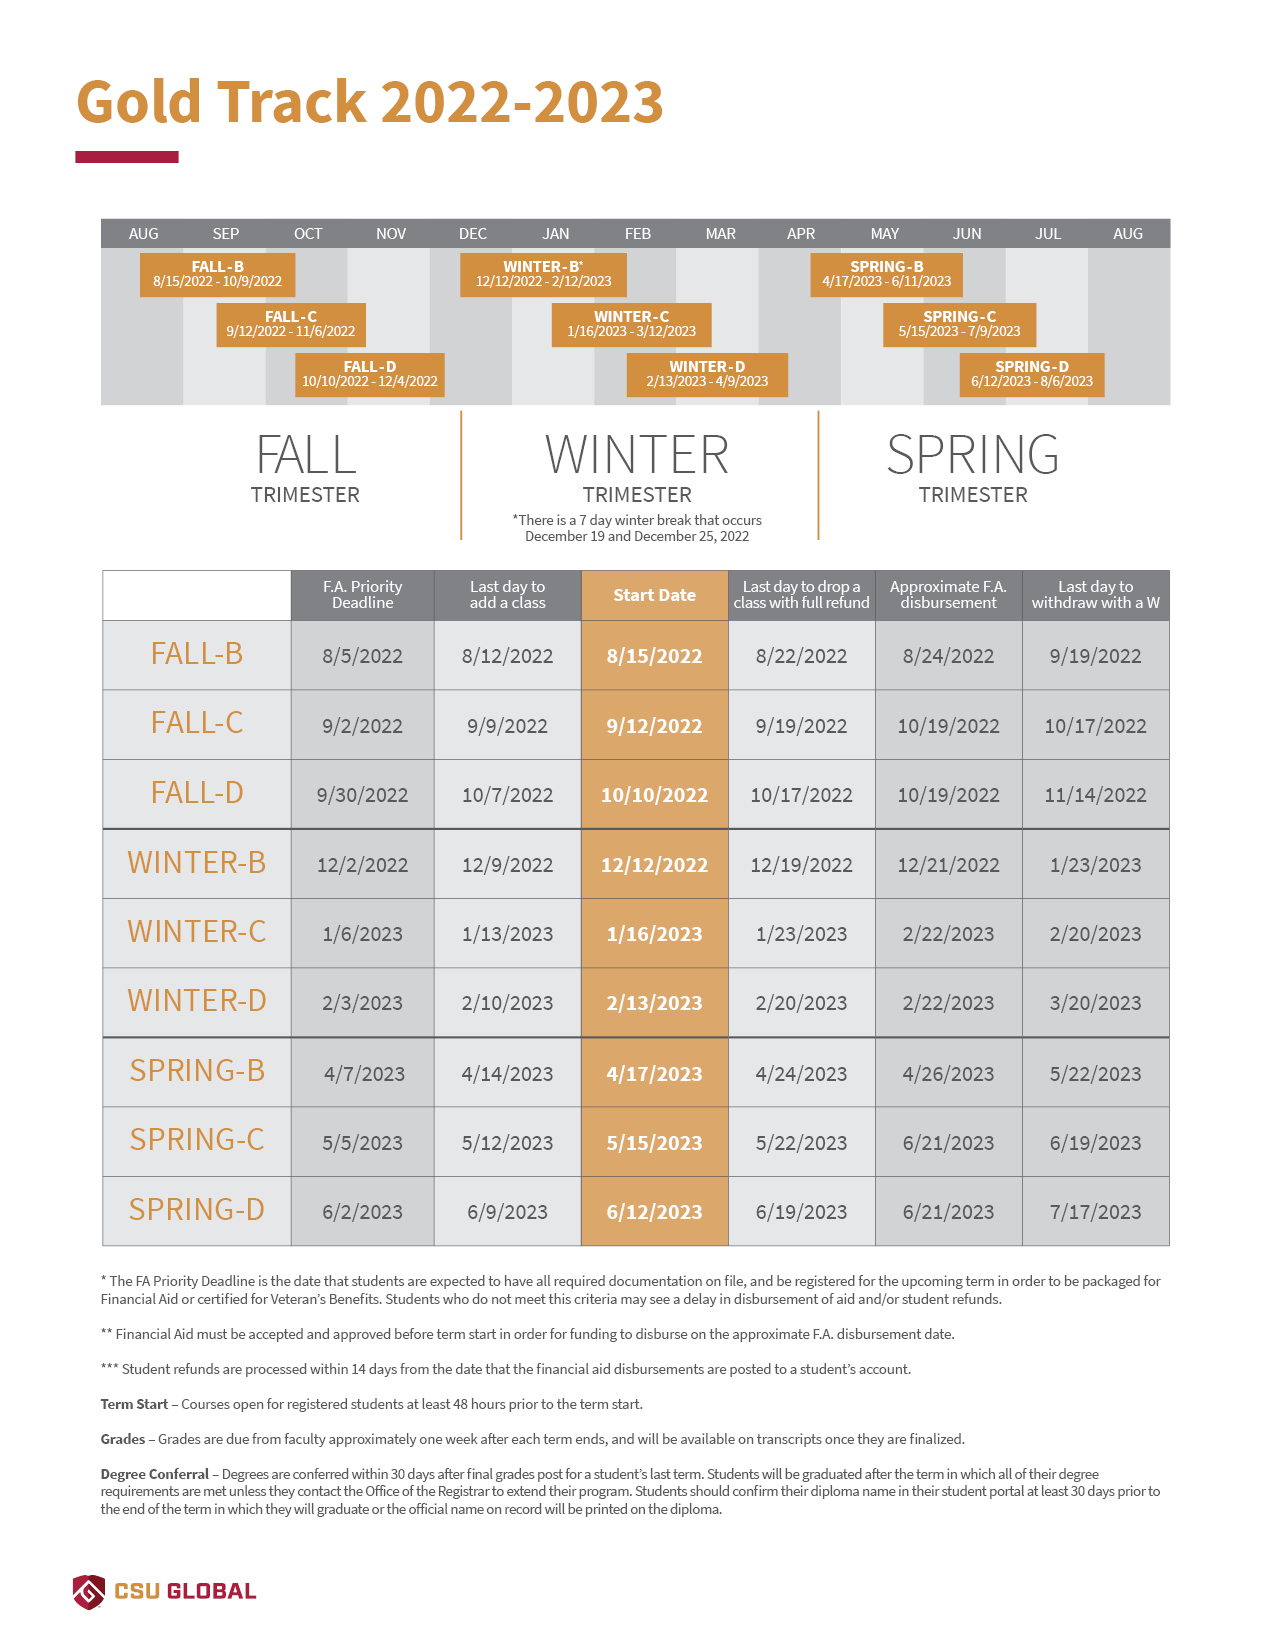 Gold Track 2022-2023
AUG SEP OCT NOV DEC JAN FEB MAR APR MAY JUN JUL AUG
FALL-B
8/15/2022 - 10/9/2022
WINTER-B*
12/12/2022 - 2/12/2023
SPRING-B
4/17/2023 - 6/11/2023
FALL-C
9/12/2022 - 11/6/2022
WINTER-C
1/16/2023 - 3/12/2023
SPRING-C
5/15/2023 - 7/9/2023
FALL-D
10/10/2022 - 12/4/2022
WINTER-D
2/13/2023 - 4/9/2023
SPRING-D
6/12/2023 - 8/6/2023
FALL
TRIMESTER
WINTER
TRIMESTER
*There is a 7 day winter break that occurs
December 19 and December 25, 2022
SPRING
TRIMESTER
F.A. Priority
Deadline
Last day to
add a class
Start Date
Last day to drop a
class with full refund
Approximate F.A.
disbursement
Last day to
withdraw with a W
FALL-B 8/5/2022 8/12/2022 8/15/2022 8/22/2022 8/24/2022 9/19/2022
FALL-C 9/2/2022 9/9/2022 9/12/2022 9/19/2022 10/19/2022 10/17/2022
FALL-D 9/30/2022 10/7/2022 10/10/2022 10/17/2022 10/19/2022 11/14/2022
WINTER-B 12/2/2022 12/9/2022 12/12/2022 12/19/2022 12/21/2022 1/23/2023
WINTER-C 1/6/2023 1/13/2023 1/16/2023 1/23/2023 2/22/2023 2/20/2023
WINTER-D 2/3/2023 2/10/2023 2/13/2023 2/20/2023 2/22/2023 3/20/2023
SPRING-B 4/7/2023 4/14/2023 4/17/2023 4/24/2023 4/26/2023 5/22/2023
SPRING-C 5/5/2023 5/12/2023 5/15/2023 5/22/2023 6/21/2023 6/19/2023
SPRING-D 6/2/2023 6/9/2023 6/12/2023 6/19/2023 6/21/2023 7/17/2023
* The FA Priority Deadline is the date that students are expected to have all required documentation on file, and be registered for the upcoming term in order to be packaged for
Financial Aid or certified for Veteran’s Benefits. Students who do not meet this criteria may see a delay in disbursement of aid and/or student refunds.
** Financial Aid must be accepted and approved before term start in order for funding to disburse on the approximate F.A. disbursement date.
*** Student refunds are processed within 14 days from the date that the financial aid disbursements are posted to a student’s account.
Term Start – Courses open for registered students at least 48 hours prior to the term start.
Grades – Grades are due from faculty approximately one week after each term ends, and will be available on transcripts once they are finalized.
Degree Conferral – Degrees are conferred within 30 days after final grades post for a student’s last term. Students will be graduated after the term in which all of their degree
requirements are met unless they contact the Office of the Registrar to extend their program. Students should confirm their diploma name in their student portal at least 30 days prior to
the end of the term in which they will graduate or the official name on record will be printed on the diploma.
CSU GLOBAL